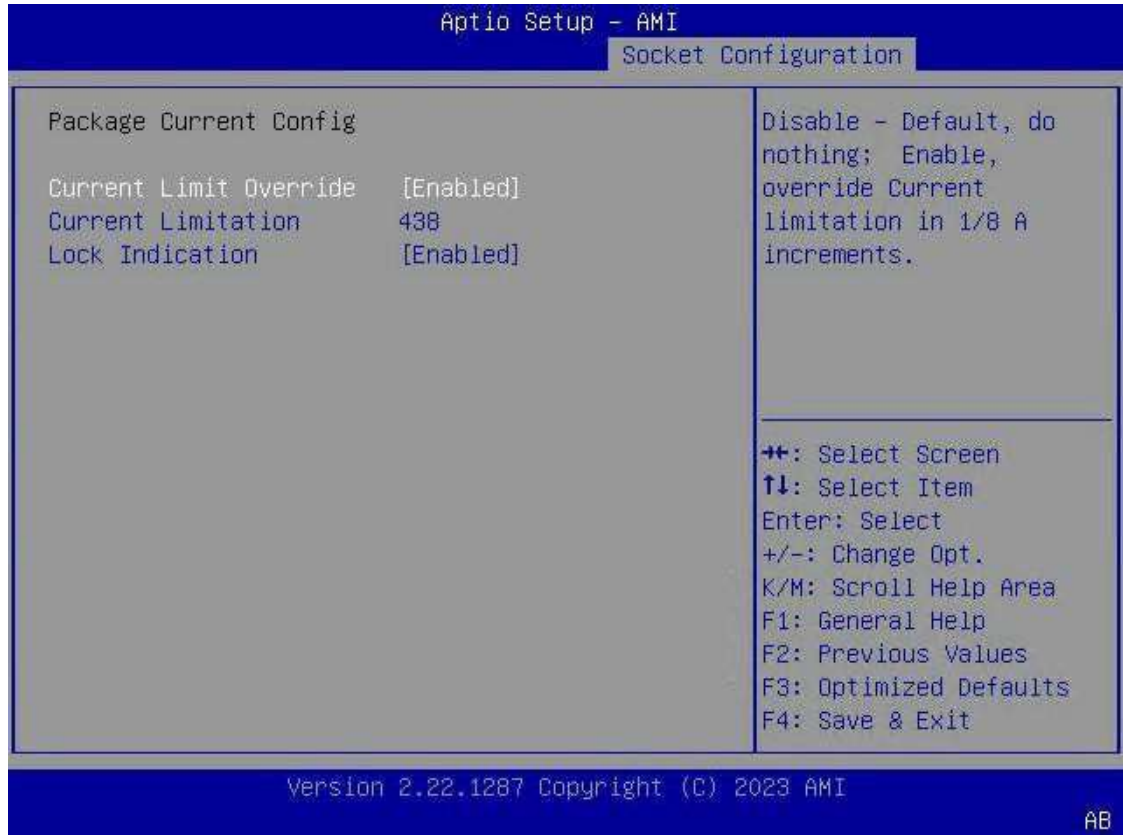 Aptio Setup – AMI
Socket Configuration
Package Current Config
Current Limit Override [Enabled]
Current Limitation 438
Lock Indication [Enabled]
Disable – Default, do
nothing; Enable,
override Current
limitation in 1/8 A
increments.
→←: Select Screen
↑↓: Select Item
Enter: Select
+/-: Change Opt.
K/M: Scroll Help Area
F1: General Help
F2: Previous Values
F3: Optimized Defaults
F4: Save & Exit
Version 2.22.1287 Copyright (C) 2023 AMI
AB